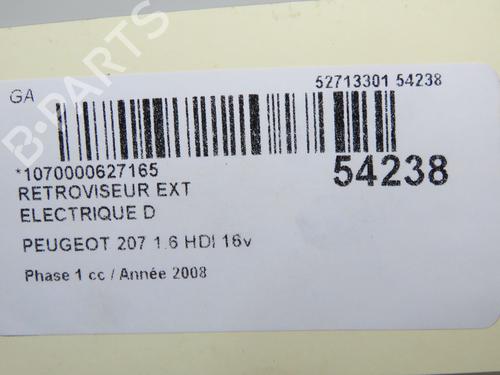 B-PARTS
GA
52713301 54238
*1070000627165
54238
RETROVISEUR EXT
ELECTRIQUE D
PEUGEOT 207 1.6 HDI 16v
Phase 1 cc / Année 2008